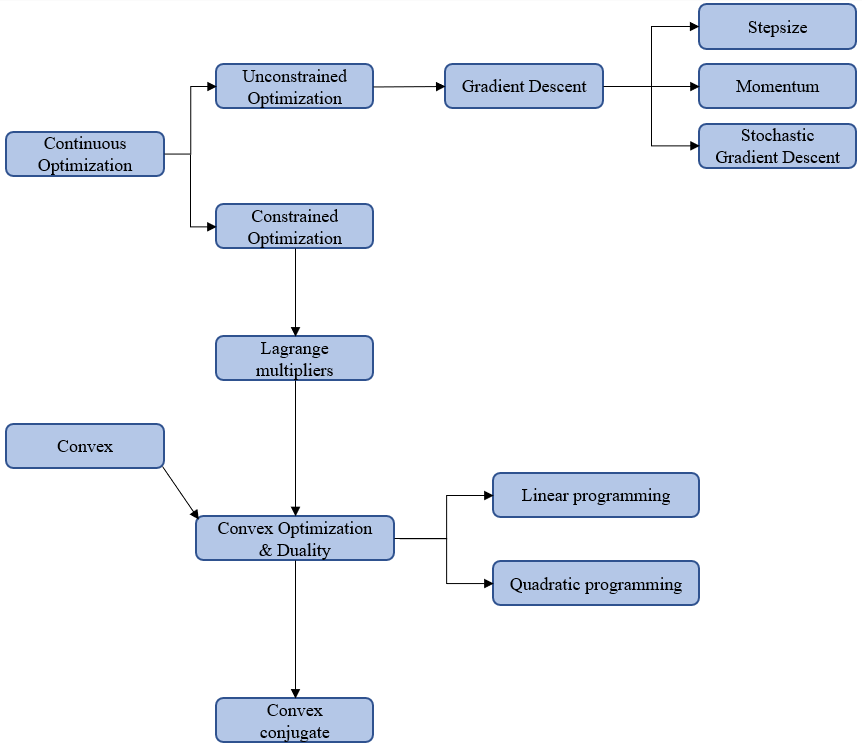 Stepsize
Unconstrained
Optimization
Gradient Descent
Momentum
Continuous
Optimization
Stochastic
Gradient Descent
Constrained
Optimization
Lagrange
multipliers
Convex
Linear programming
Convex Optimization
& Duality
Quadratic programming
Convex
conjugate